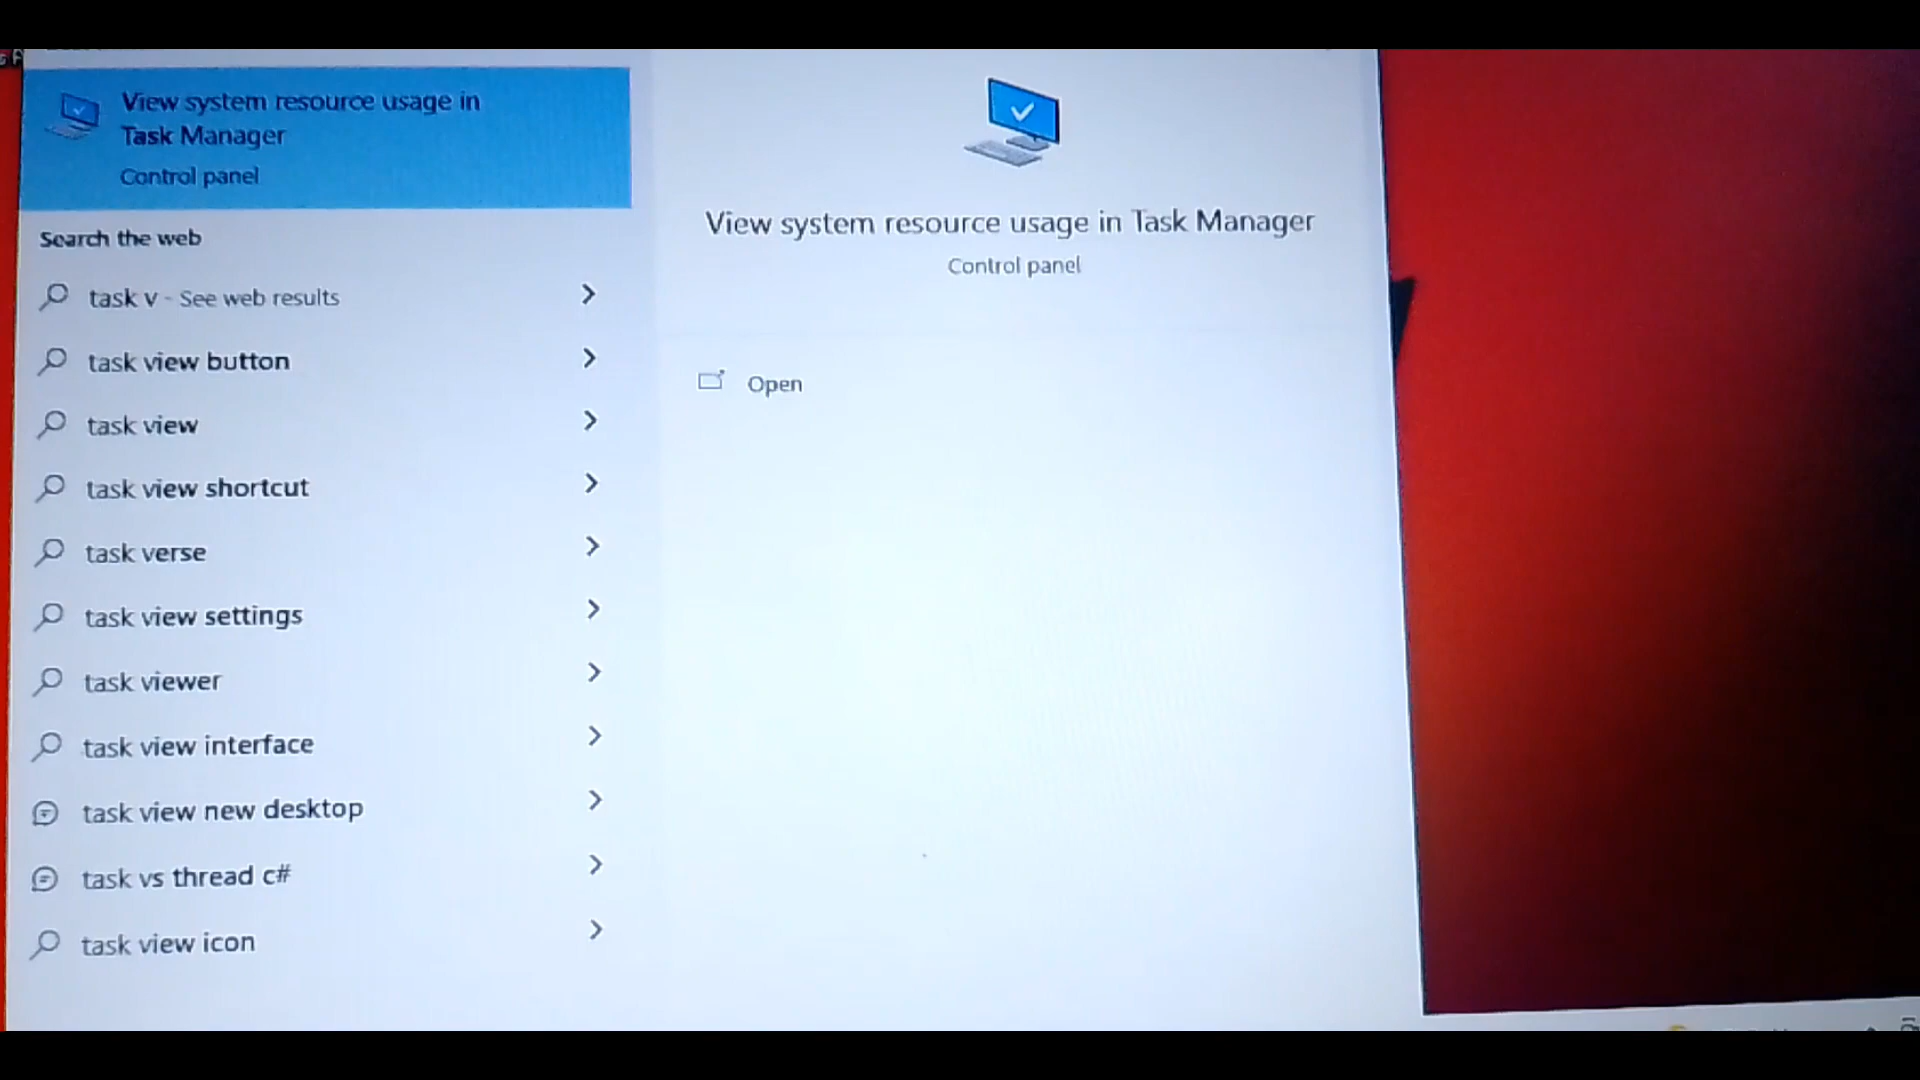 View system resource usage in
Task Manager
Control panel
Search the web
task v - See web results
task view button
task view
task view shortcut
task verse
task view settings
task viewer
task view interface
task view new desktop
task vs thread c#
task view icon
View system resource usage in Task Manager
Control panel
Open